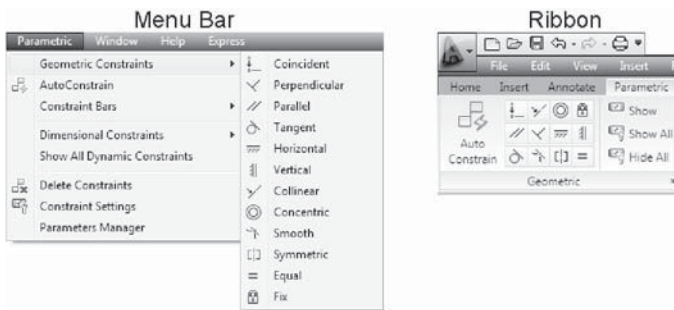 Menu Bar
Parametric Window Help Express
Geometric Constraints
AutoConstrain
Constraint Bars
Dimensional Constraints
Show All Dynamic Constraints
Delete Constraints
Constraint Settings
Parameters Manager
Coincident
Perpendicular
Parallel
Tangent
Horizontal
Vertical
Collinear
Concentric
Smooth
Symmetric
Equal
Fix
Ribbon
File Edit View Insert
Home Insert Annotate Parametric
Auto
Constrain
Show
Show All
Hide All
Geometric